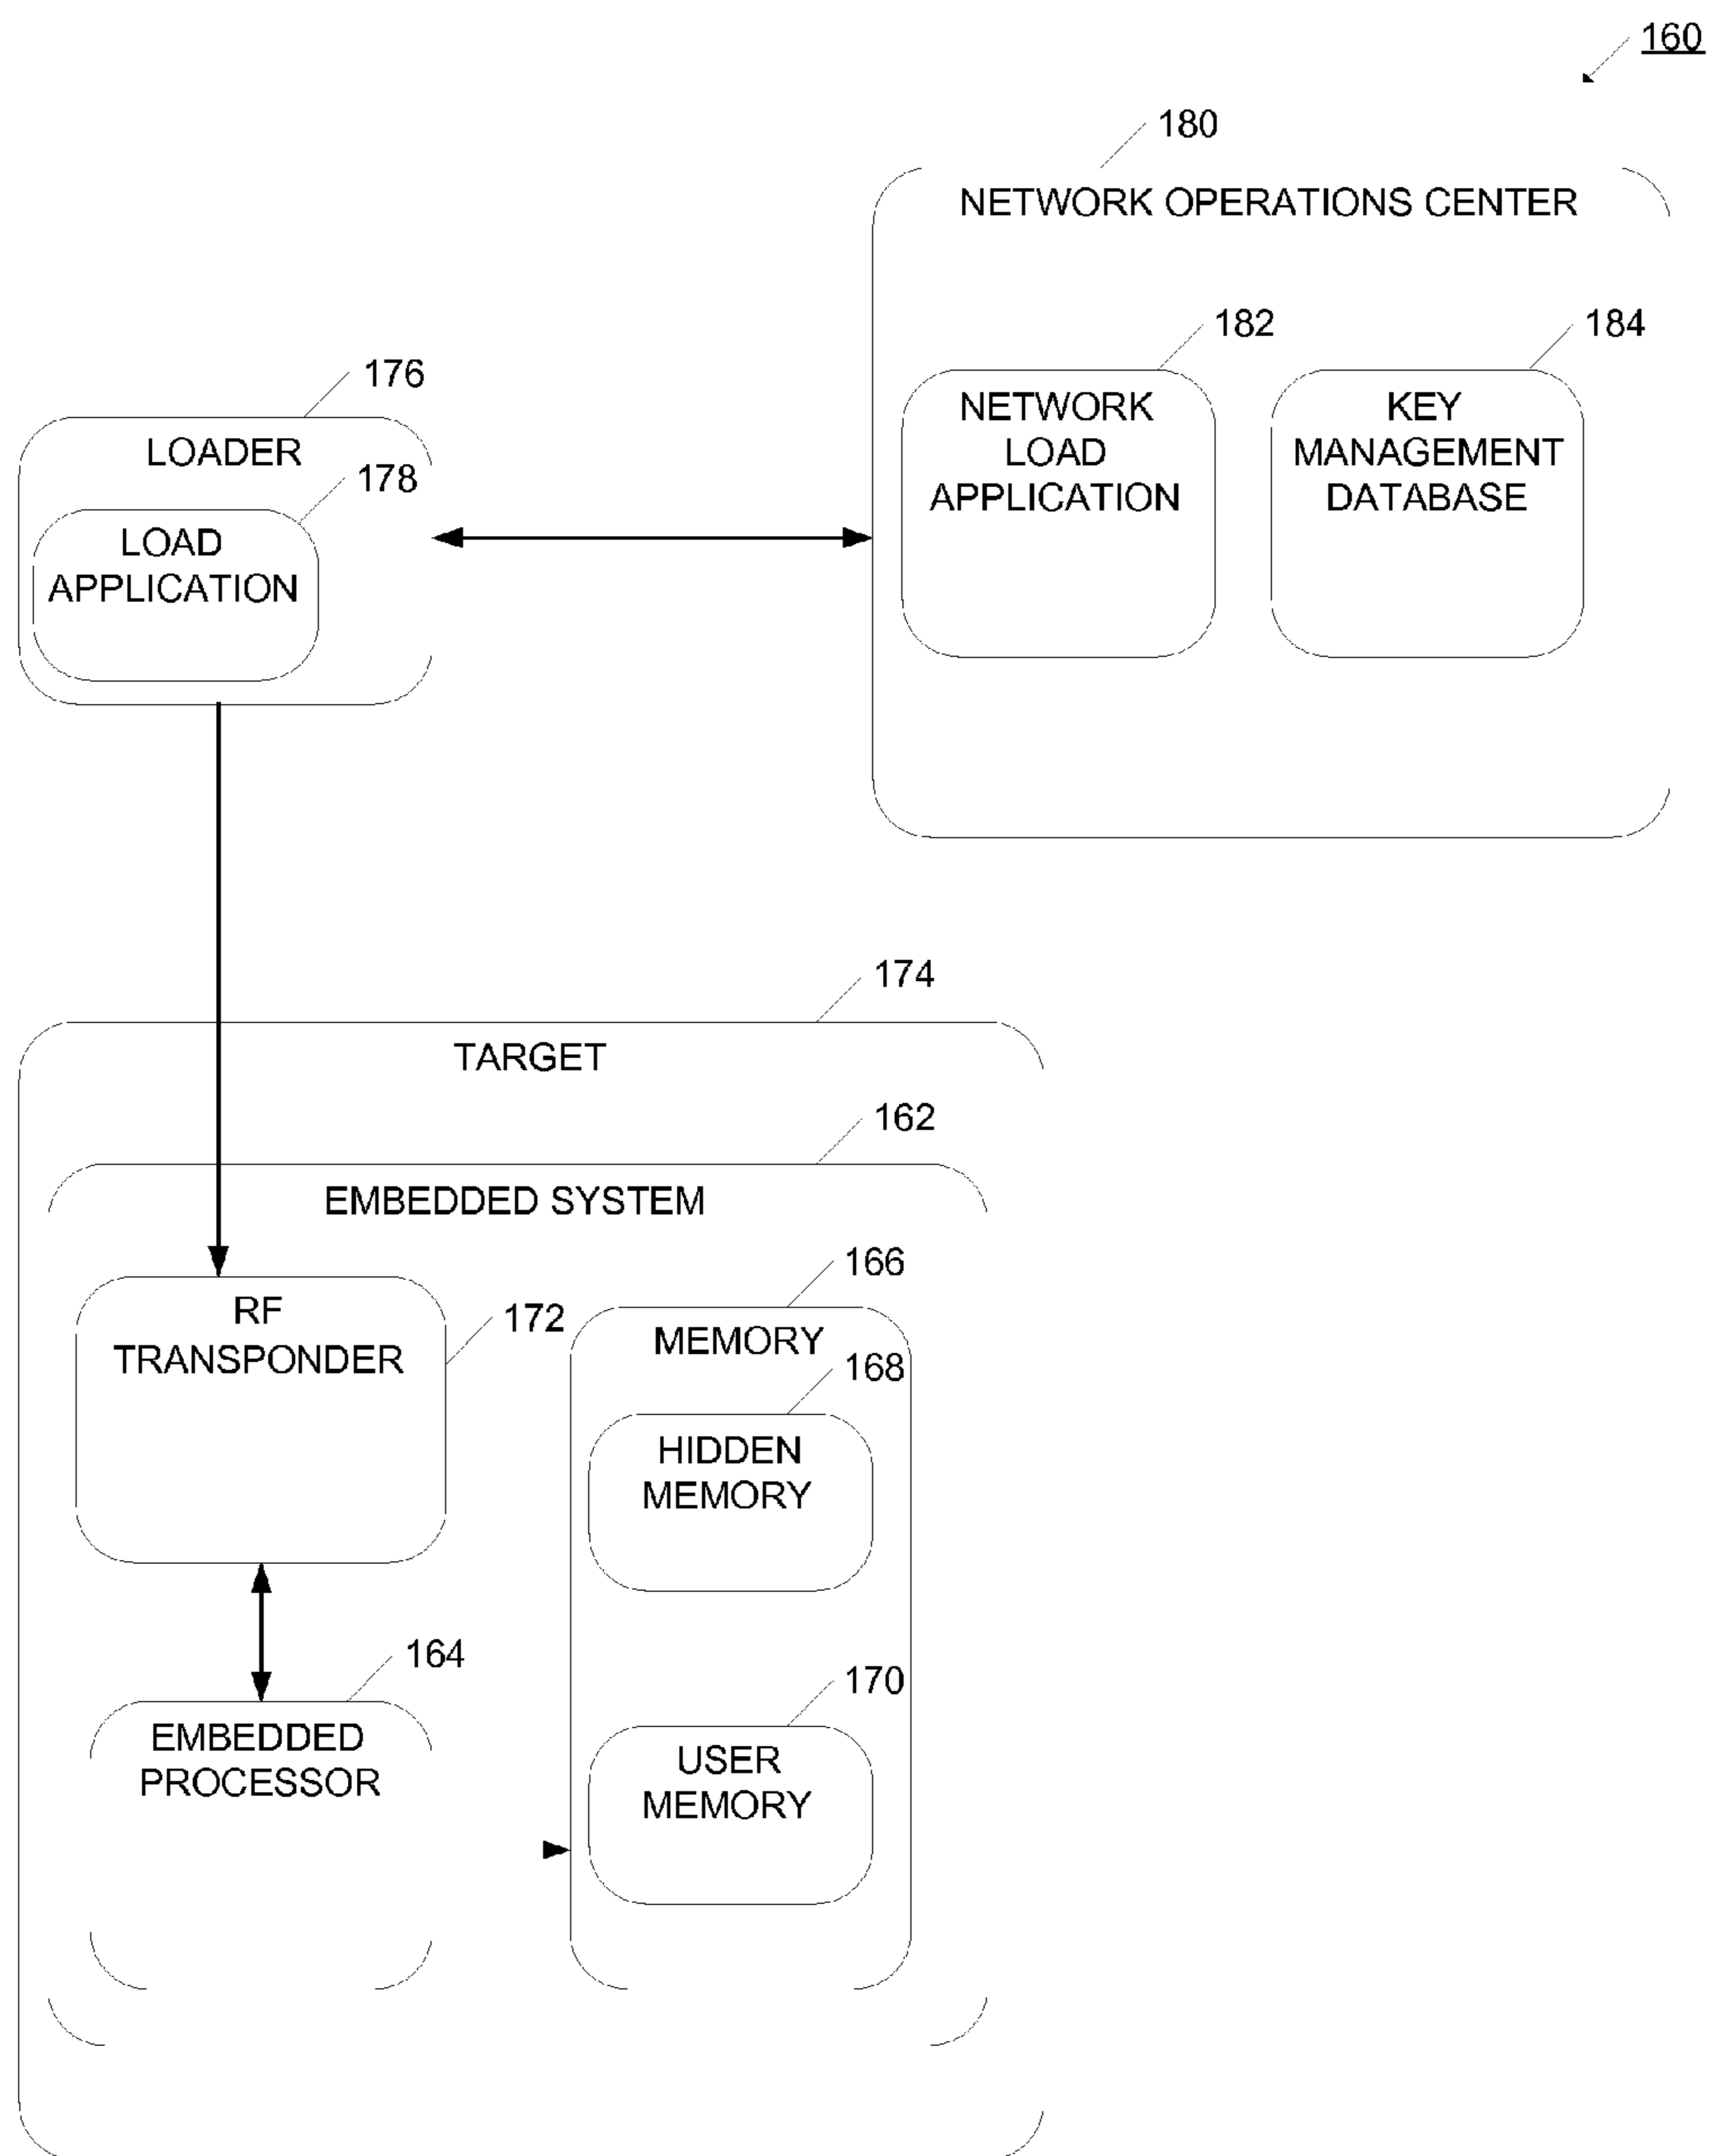 160
180
NETWORK OPERATIONS CENTER
182
184
NETWORK
LOAD
APPLICATION
KEY
MANAGEMENT
DATABASE
176
LOADER
178
LOAD
APPLICATION
174
TARGET
162
EMBEDDED SYSTEM
RF
TRANSPONDER
172
166
MEMORY
168
HIDDEN
MEMORY
164
EMBEDDED
PROCESSOR
170
USER
MEMORY